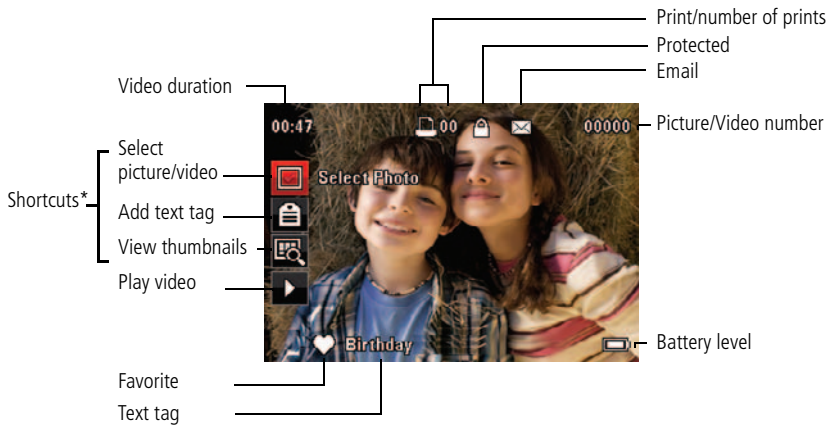 Print/number of prints
Protected
Email
Video duration
00:47
00
00000
Picture/Video number
Select
picture/video
Select Photo
Shortcuts*
Add text tag
View thumbnails
Play video
Birthday
Battery level
Favorite
Text tag